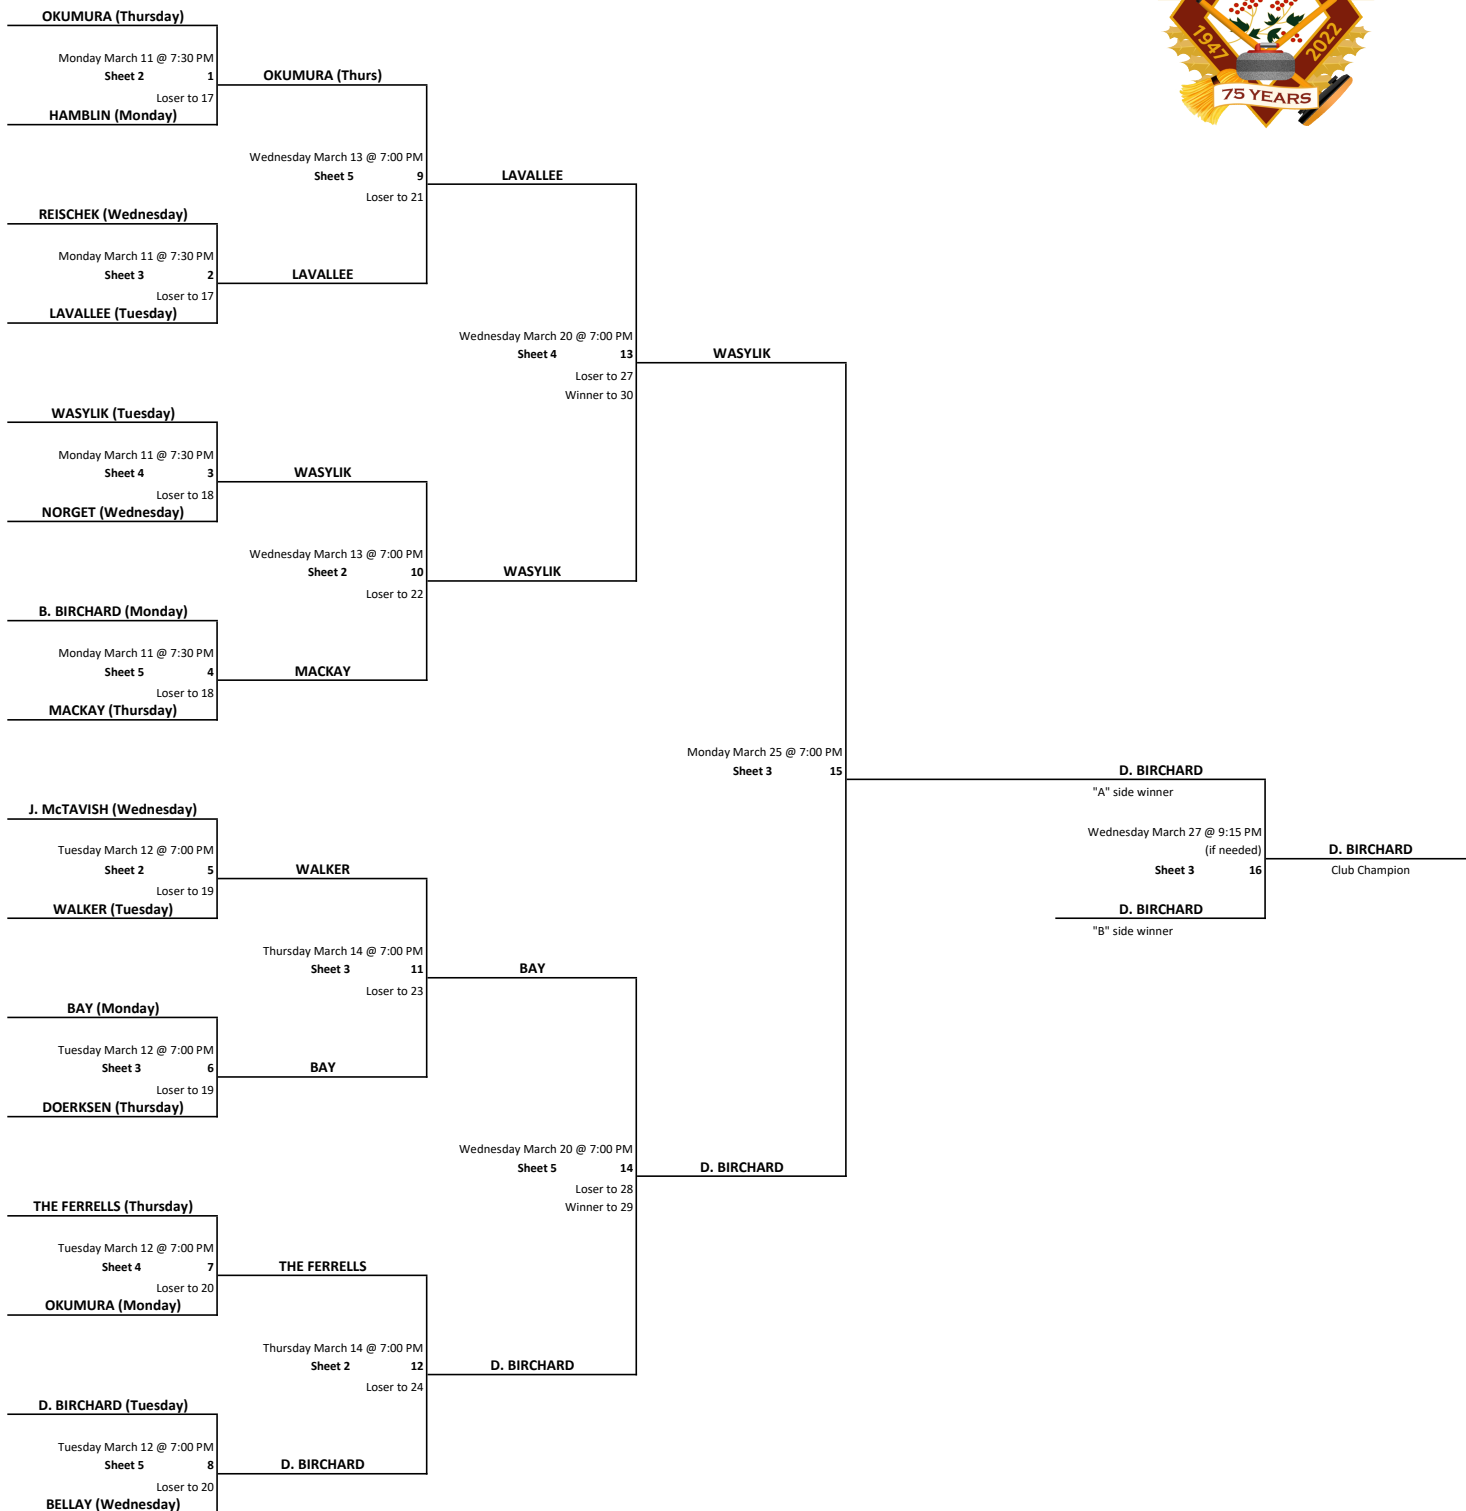 1947
2022
75 YEARS
OKUMURA (Thursday)
Monday March 11 @ 7:30 PM
Sheet 2 1
OKUMURA (Thurs)
Loser to 17
HAMBLIN (Monday)
Wednesday March 13 @ 7:00 PM
Sheet 5 9
LAVALLEE
Loser to 21
REISCHEK (Wednesday)
Monday March 11 @ 7:30 PM
Sheet 3 2
LAVALLEE
Loser to 17
LAVALLEE (Tuesday)
Wednesday March 20 @ 7:00 PM
Sheet 4 13
WASYLIK
Loser to 27
Winner to 30
WASYLIK (Tuesday)
Monday March 11 @ 7:30 PM
Sheet 4 3
WASYLIK
Loser to 18
NORGET (Wednesday)
Wednesday March 13 @ 7:00 PM
Sheet 2 10
WASYLIK
Loser to 22
B. BIRCHARD (Monday)
Monday March 11 @ 7:30 PM
Sheet 5 4
MACKAY
Loser to 18
MACKAY (Thursday)
Monday March 25 @ 7:00 PM
Sheet 3 15
D. BIRCHARD
"A" side winner
J. McTAVISH (Wednesday)
Tuesday March 12 @ 7:00 PM
Sheet 2 5
WALKER
Loser to 19
WALKER (Tuesday)
Wednesday March 27 @ 9:15 PM
(if needed)
Sheet 3 16
D. BIRCHARD
Club Champion
D. BIRCHARD
"B" side winner
Thursday March 14 @ 7:00 PM
Sheet 3 11
BAY
Loser to 23
BAY (Monday)
Tuesday March 12 @ 7:00 PM
Sheet 3 6
BAY
Loser to 19
DOERKSEN (Thursday)
Wednesday March 20 @ 7:00 PM
Sheet 5 14
D. BIRCHARD
Loser to 28
Winner to 29
THE FERRELLS (Thursday)
Tuesday March 12 @ 7:00 PM
Sheet 4 7
THE FERRELLS
Loser to 20
OKUMURA (Monday)
Thursday March 14 @ 7:00 PM
Sheet 2 12
D. BIRCHARD
Loser to 24
D. BIRCHARD (Tuesday)
Tuesday March 12 @ 7:00 PM
Sheet 5 8
D. BIRCHARD
Loser to 20
BELLAY (Wednesday)